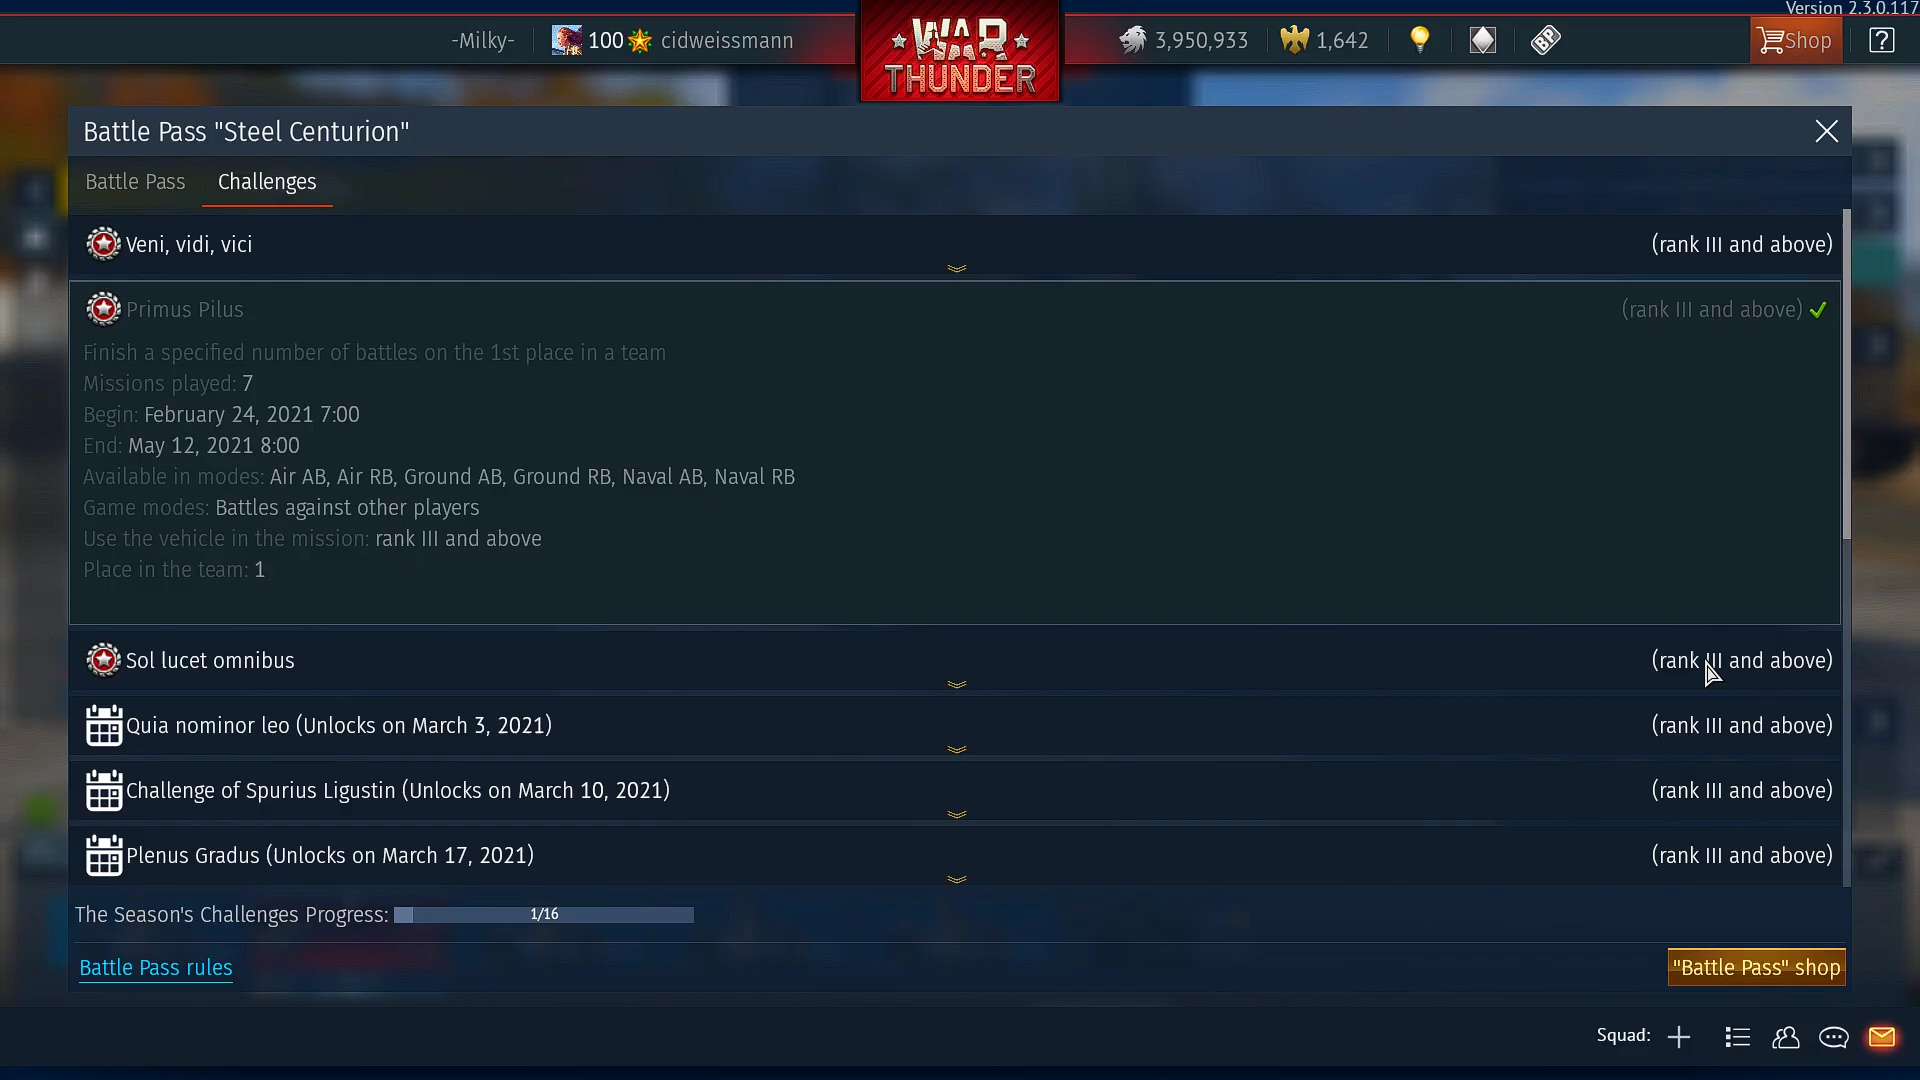 Version 2.3.0.117
-Milky- 100 cidweissmann
WAR THUNDER
3,950,933 1,642 BP Shop ?
Battle Pass "Steel Centurion"
Battle Pass Challenges
Veni, vidi, vici (rank III and above)
Primus Pilus (rank III and above)
Finish a specified number of battles on the 1st place in a team
Missions played: 7
Begin: February 24, 2021 7:00
End: May 12, 2021 8:00
Available in modes: Air AB, Air RB, Ground AB, Ground RB, Naval AB, Naval RB
Game modes: Battles against other players
Use the vehicle in the mission: rank III and above
Place in the team: 1
Sol lucet omnibus (rank III and above)
Quia nominor leo (Unlocks on March 3, 2021) (rank III and above)
Challenge of Spurius Ligustin (Unlocks on March 10, 2021) (rank III and above)
Plenus Gradus (Unlocks on March 17, 2021) (rank III and above)
The Season's Challenges Progress: 1/16
Battle Pass rules "Battle Pass" shop
Squad: